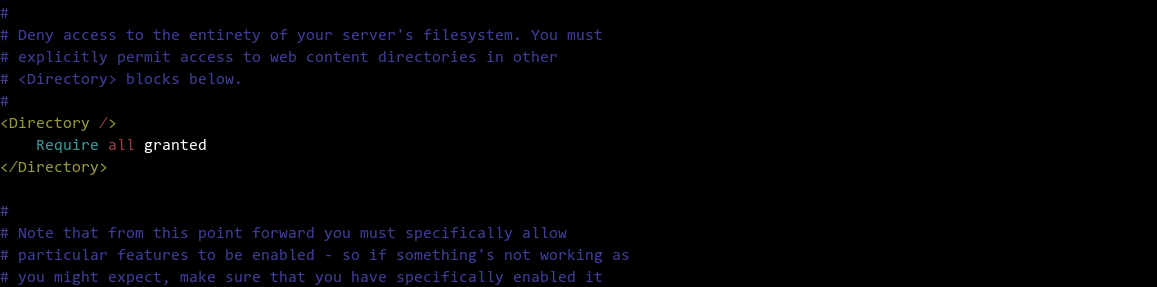 #
# Deny access to the entirety of your server's filesystem. You must
# explicitly permit access to web content directories in other
# <Directory> blocks below.
#
<Directory />
    Require all granted
</Directory>

#
# Note that from this point forward you must specifically allow
# particular features to be enabled - so if something's not working as
# you might expect, make sure that you have specifically enabled it